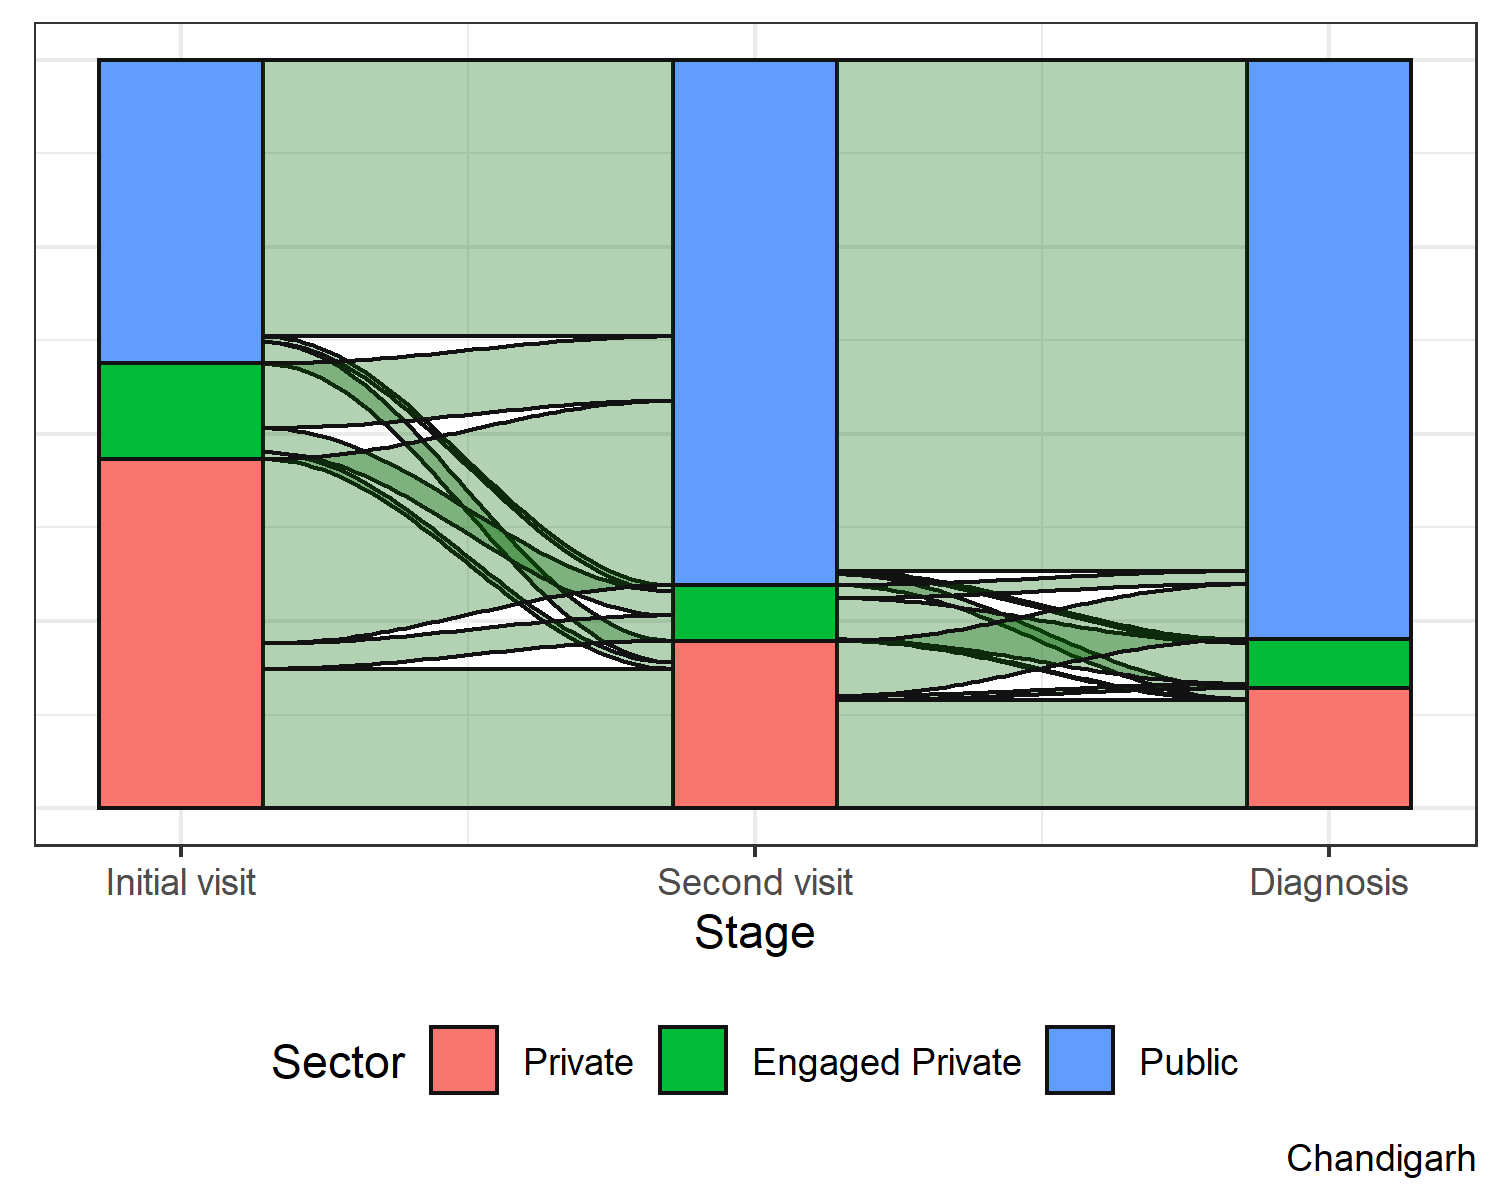 Initial visit Second visit Diagnosis
Stage
Sector Private Engaged Private Public
Chandigarh